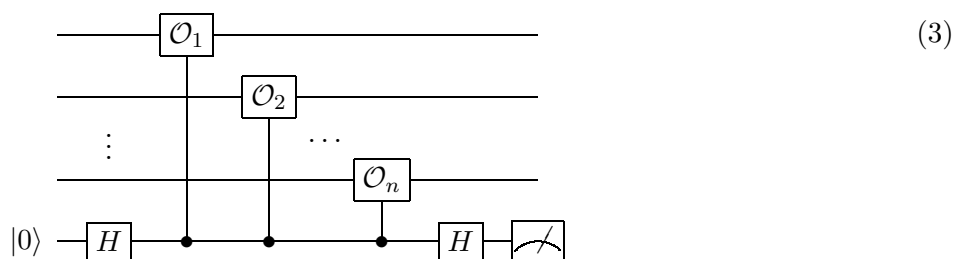 𝒪₁ (3)
𝒪₂
⋮ ⋯
𝒪ₙ
|0⟩ H H